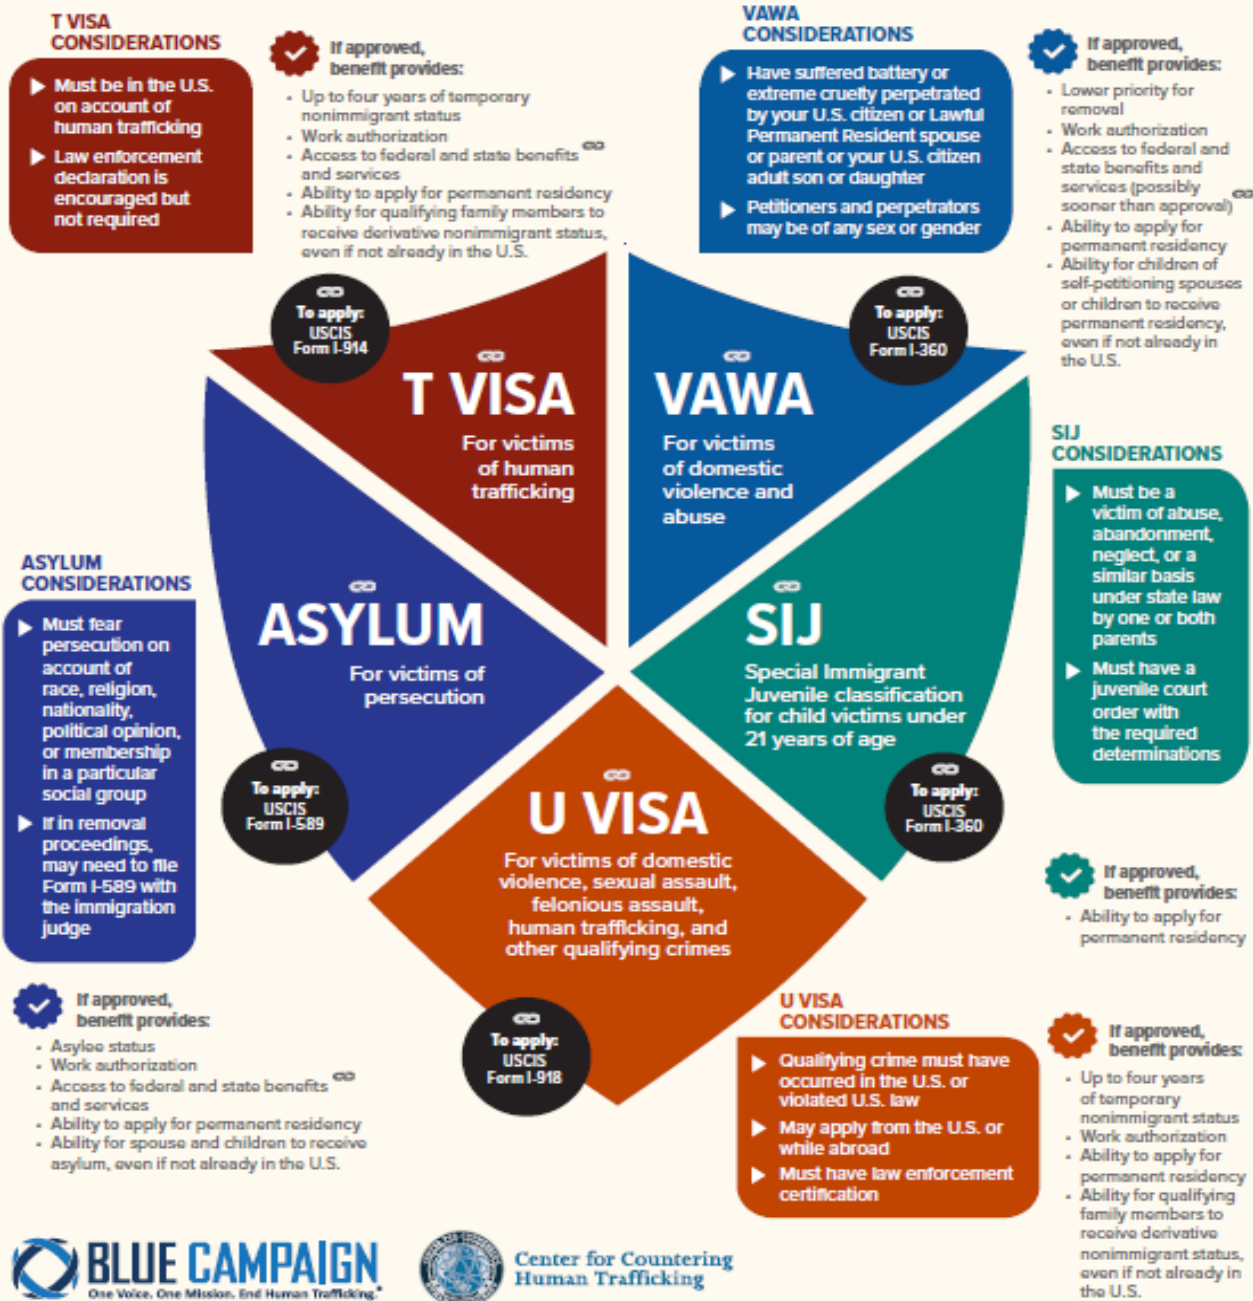 T VISA
CONSIDERATIONS
▶ Must be in the U.S.
on account of
human trafficking
▶ Law enforcement
declaration is
encouraged but
not required
If approved,
benefit provides:
• Up to four years of temporary
nonimmigrant status
• Work authorization
• Access to federal and state benefits
and services
• Ability to apply for permanent residency
• Ability for qualifying family members to
receive derivative nonimmigrant status,
even if not already in the U.S.
To apply:
USCIS
Form I-914
T VISA
For victims
of human
trafficking
VAWA
CONSIDERATIONS
▶ Have suffered battery or
extreme cruelty perpetrated
by your U.S. citizen or Lawful
Permanent Resident spouse
or parent or your U.S. citizen
adult son or daughter
▶ Petitioners and perpetrators
may be of any sex or gender
If approved,
benefit provides:
• Lower priority for
removal
• Work authorization
• Access to federal and
state benefits and
services (possibly
sooner than approval)
• Ability to apply for
permanent residency
• Ability for children of
self-petitioning spouses
or children to receive
permanent residency,
even if not already in
the U.S.
To apply:
USCIS
Form I-360
VAWA
For victims
of domestic
violence and
abuse
ASYLUM
CONSIDERATIONS
▶ Must fear
persecution on
account of
race, religion,
nationality,
political opinion,
or membership
in a particular
social group
▶ If in removal
proceedings,
may need to file
Form I-589 with
the immigration
judge
ASYLUM
For victims of
persecution
To apply:
USCIS
Form I-589
If approved,
benefit provides:
• Asylee status
• Work authorization
• Access to federal and state benefits
and services
• Ability to apply for permanent residency
• Ability for spouse and children to receive
asylum, even if not already in the U.S.
SIJ
Special Immigrant
Juvenile classification
for child victims under
21 years of age
To apply:
USCIS
Form I-360
SIJ
CONSIDERATIONS
▶ Must be a
victim of abuse,
abandonment,
neglect, or a
similar basis
under state law
by one or both
parents
▶ Must have a
juvenile court
order with
the required
determinations
If approved,
benefit provides:
• Ability to apply for
permanent residency
U VISA
For victims of domestic
violence, sexual assault,
felonious assault,
human trafficking, and
other qualifying crimes
To apply:
USCIS
Form I-918
U VISA
CONSIDERATIONS
▶ Qualifying crime must have
occurred in the U.S. or
violated U.S. law
▶ May apply from the U.S. or
while abroad
▶ Must have law enforcement
certification
If approved,
benefit provides:
• Up to four years
of temporary
nonimmigrant status
• Work authorization
• Ability to apply for
permanent residency
• Ability for qualifying
family members to
receive derivative
nonimmigrant status,
even if not already in
the U.S.
BLUE CAMPAIGN
One Voice. One Mission. End Human Trafficking.®
Center for Countering
Human Trafficking